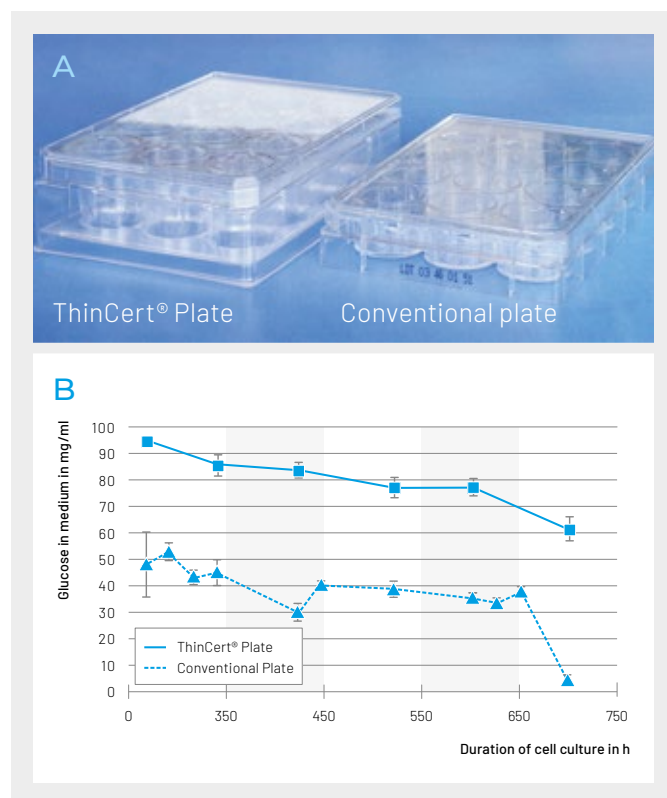 A
ThinCert® Plate
Conventional plate
B
Glucose in medium in mg/ml
100
90
80
70
60
50
40
30
20
10
0
ThinCert® Plate
Conventional Plate
0 350 450 550 650 750
Duration of cell culture in h